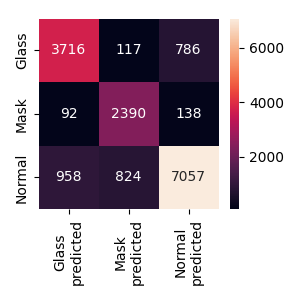 Glass 3716 117 786
Mask 92 2390 138
Normal 958 824 7057
Glass predicted
Mask predicted
Normal predicted
6000
4000
2000